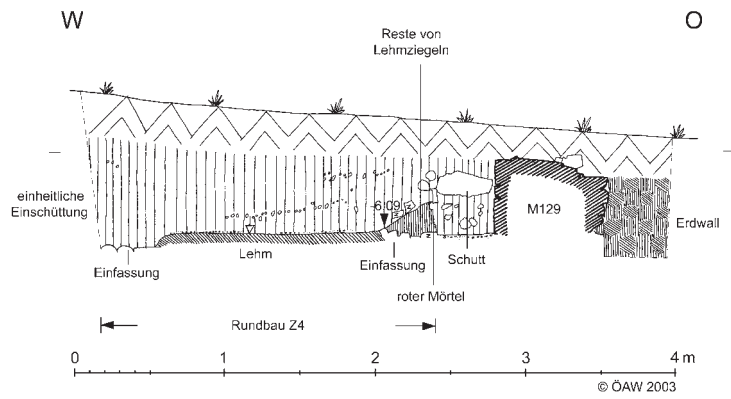 W
O
Reste von
Lehmziegeln
einheitliche
Einschüttung
-6,09
M129
Erdwall
Einfassung
Lehm
Einfassung
Schutt
roter Mörtel
Rundbau Z4
0 1 2 3 4 m
© ÖAW 2003